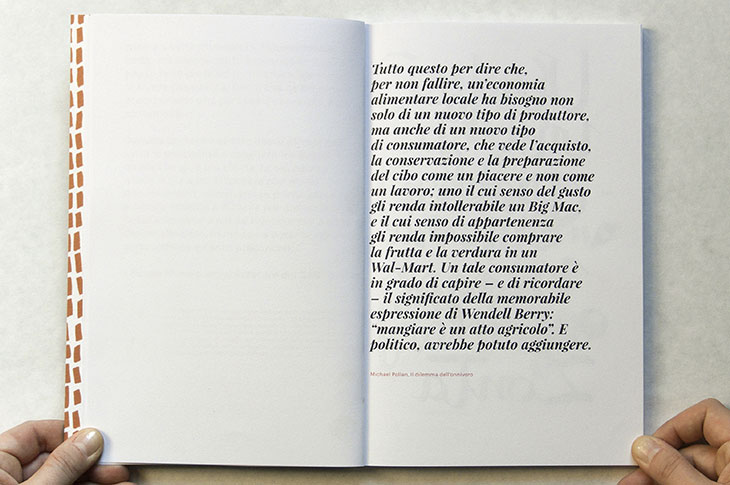 Tutto questo per dire che,
per non fallire, un’economia
alimentare locale ha bisogno non
solo di un nuovo tipo di produttore,
ma anche di un nuovo tipo
di consumatore, che vede l’acquisto,
la conservazione e la preparazione
del cibo come un piacere e non come
un lavoro; uno il cui senso del gusto
gli renda intollerabile un Big Mac,
e il cui senso di appartenenza
gli renda impossibile comprare
la frutta e la verdura in un
Wal-Mart. Un tale consumatore è
in grado di capire – e di ricordare
– il significato della memorabile
espressione di Wendell Berry:
“mangiare è un atto agricolo”. E
politico, avrebbe potuto aggiungere.
Michael Pollan, Il dilemma dell'onnivoro